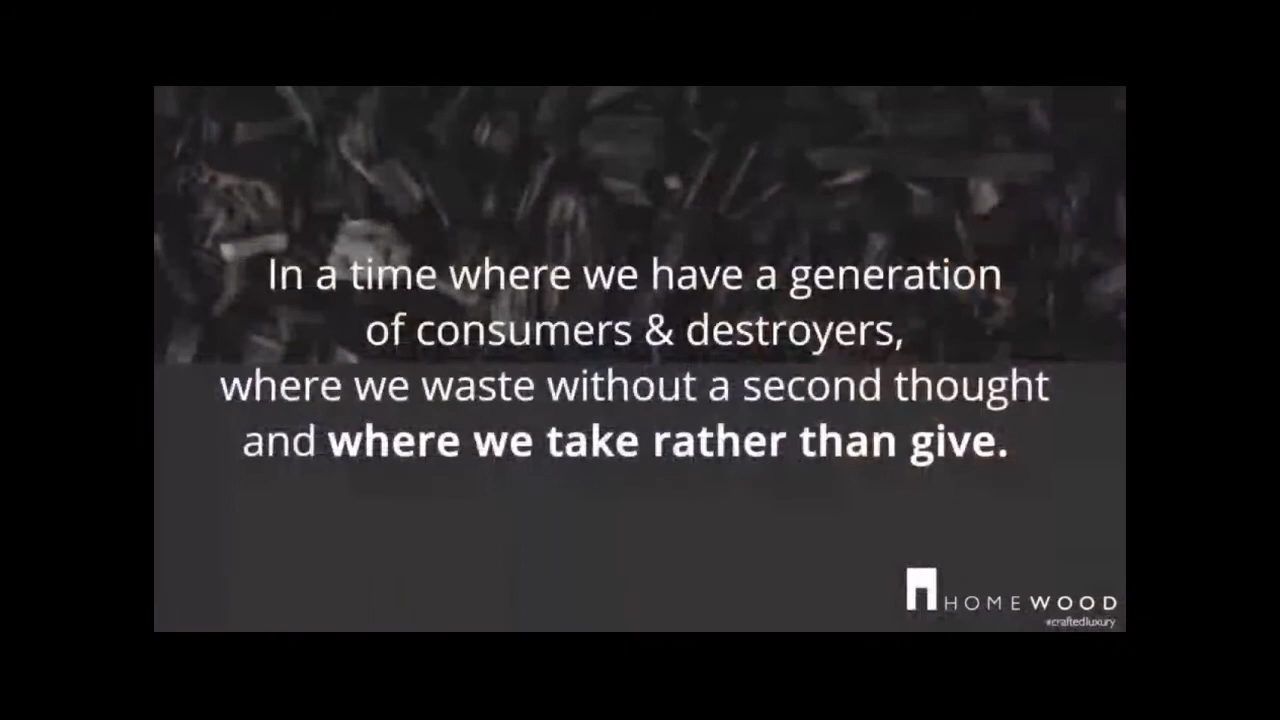 In a time where we have a generation
of consumers & destroyers,
where we waste without a second thought
and where we take rather than give.
HOMEWOOD
#craftedluxury